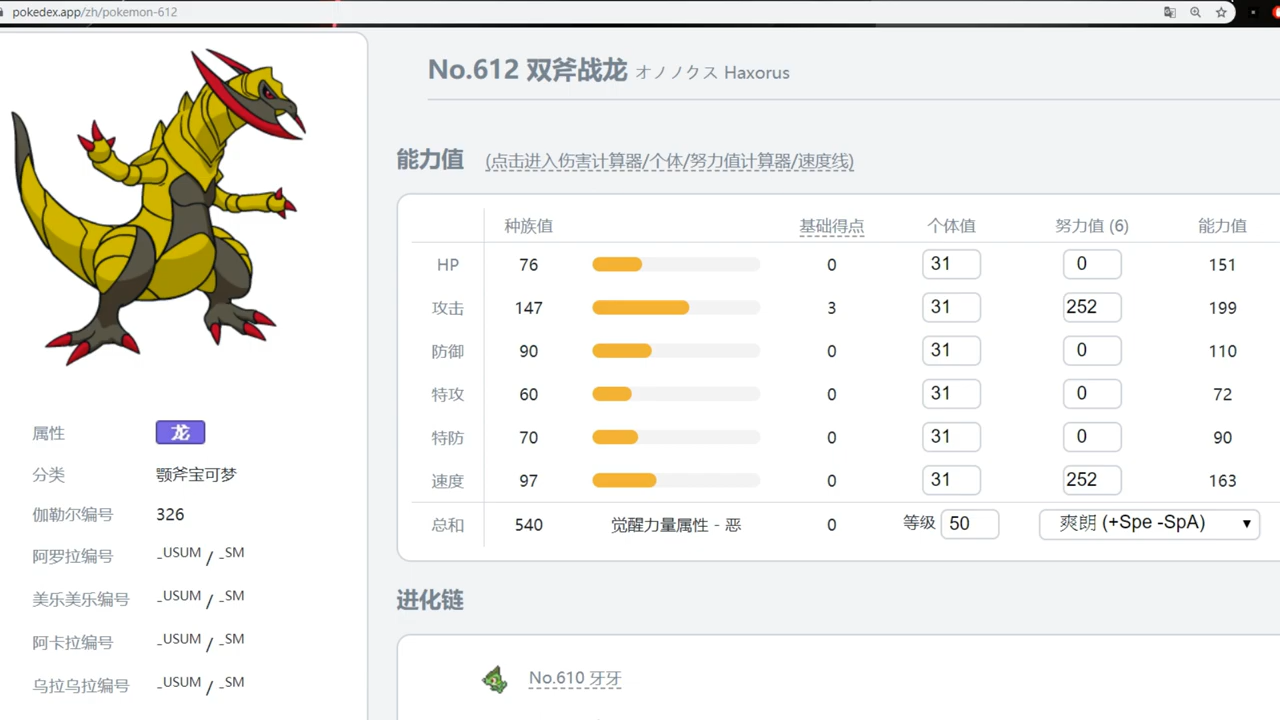 pokedex.app/zh/pokemon-612
No.612 双斧战龙 オノノクス Haxorus
能力值 (点击进入伤害计算器/个体/努力值计算器/速度线)
种族值 基础得点 个体值 努力值 (6) 能力值
HP 76 0 31 0 151
攻击 147 3 31 252 199
防御 90 0 31 0 110
特攻 60 0 31 0 72
特防 70 0 31 0 90
速度 97 0 31 252 163
总和 540 觉醒力量属性 - 恶 0 等级 50 爽朗 (+Spe -SpA)
属性 龙
分类 颚斧宝可梦
伽勒尔编号 326
阿罗拉编号 -USUM / -SM
美乐美乐编号 -USUM / -SM
阿卡拉编号 -USUM / -SM
乌拉乌拉编号 -USUM / -SM
进化链
No.610 牙牙